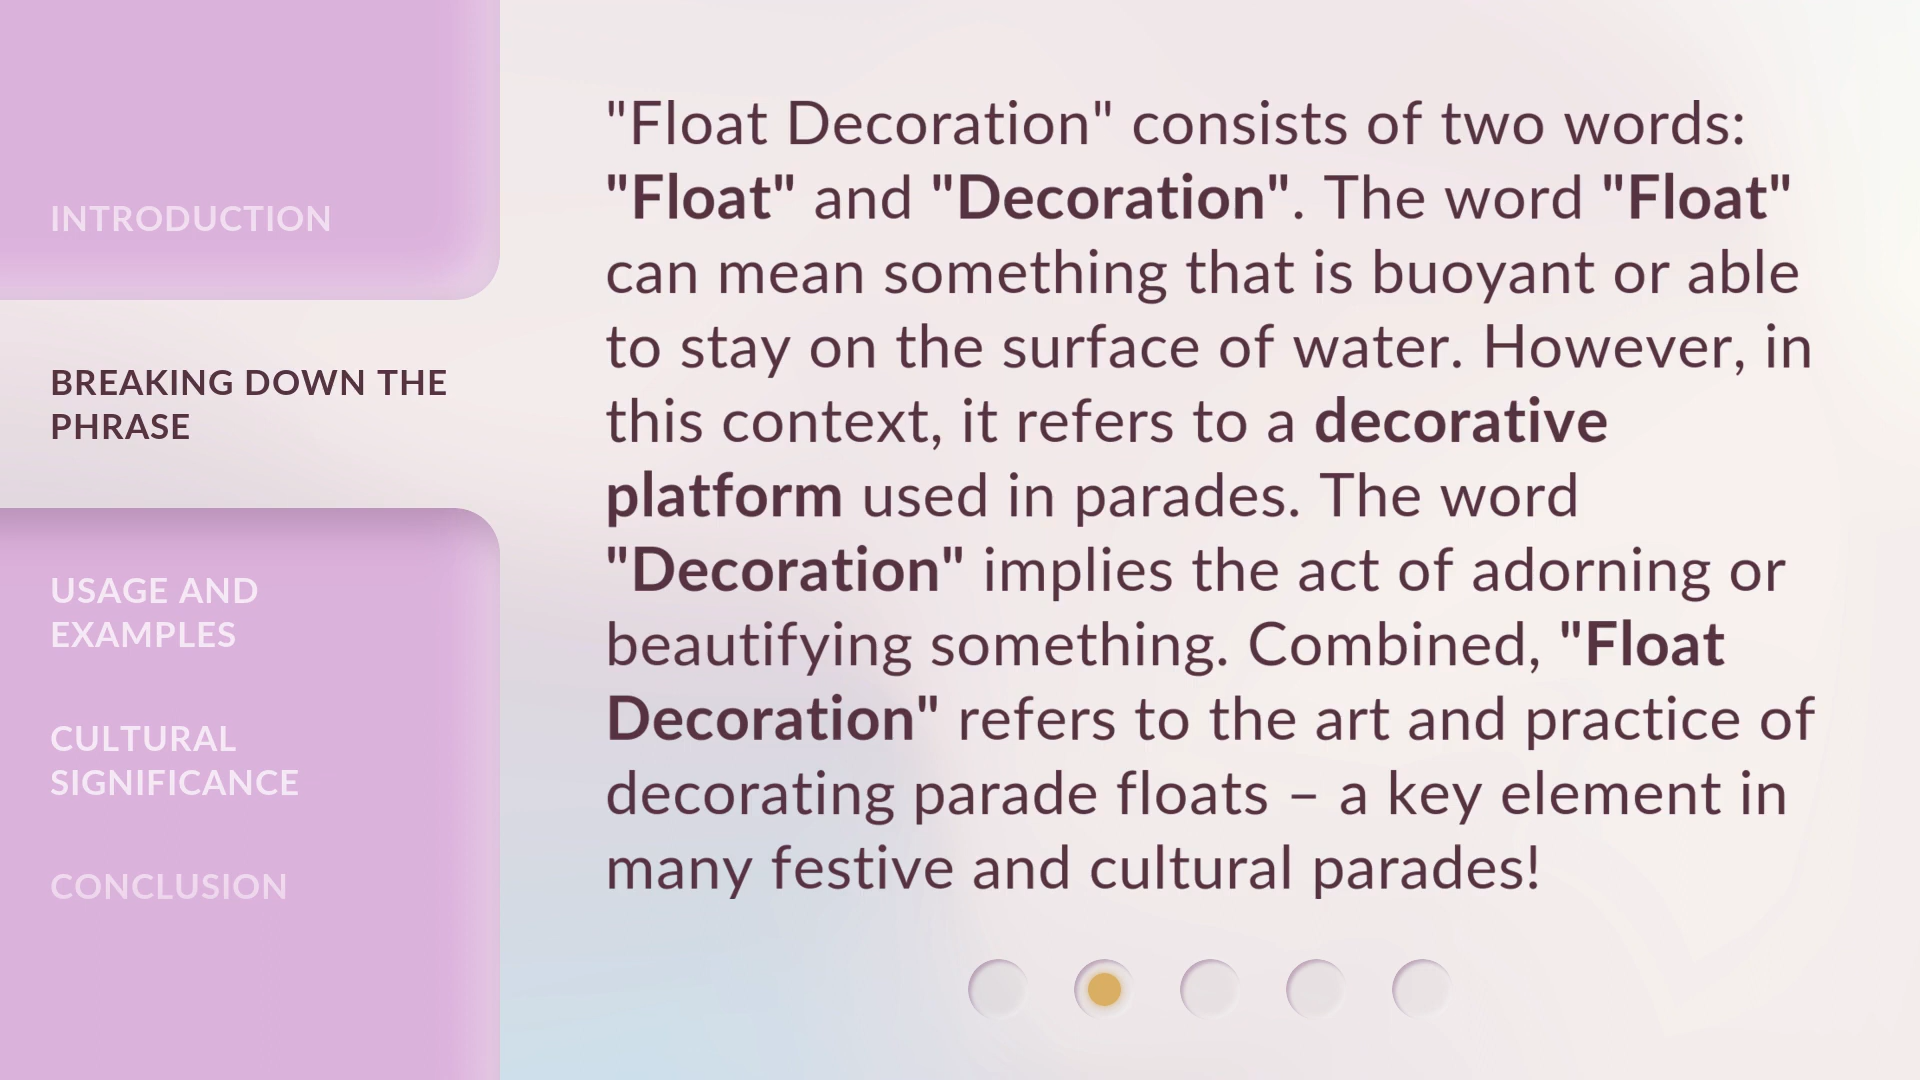 INTRODUCTION
BREAKING DOWN THE
PHRASE
USAGE AND
EXAMPLES
CULTURAL
SIGNIFICANCE
CONCLUSION
"Float Decoration" consists of two words:
"Float" and "Decoration". The word "Float"
can mean something that is buoyant or able
to stay on the surface of water. However, in
this context, it refers to a decorative
platform used in parades. The word
"Decoration" implies the act of adorning or
beautifying something. Combined, "Float
Decoration" refers to the art and practice of
decorating parade floats – a key element in
many festive and cultural parades!